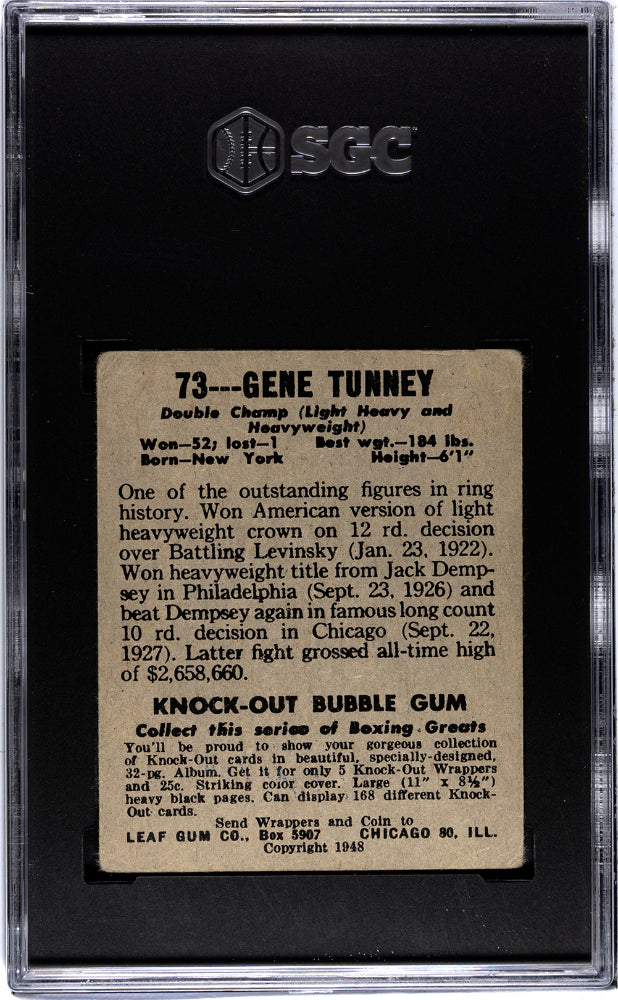 SGC
73---GENE TUNNEY
Double Champ (Light Heavy and
Heavyweight)
Won—52; lost—1 Best wgt.—184 lbs.
Born—New York Height—6'1"
One of the outstanding figures in ring
history. Won American version of light
heavyweight crown on 12 rd. decision
over Battling Levinsky (Jan. 23, 1922).
Won heavyweight title from Jack Demp-
sey in Philadelphia (Sept. 23, 1926) and
beat Dempsey again in famous long count
10 rd. decision in Chicago (Sept. 22,
1927). Latter fight grossed all-time high
of $2,658,660.
KNOCK-OUT BUBBLE GUM
Collect this series of Boxing Greats
You'll be proud to show your gorgeous collection
of Knock-Out cards in beautiful, specially-designed,
32-pg. Album. Get it for only 5 Knock-Out Wrappers
and 25c. Striking color cover. Large (11" x 8½")
heavy black pages. Can display 168 different Knock-
Out cards.
Send Wrappers and Coin to
LEAF GUM CO., Box 5907 CHICAGO 80, ILL.
Copyright 1948